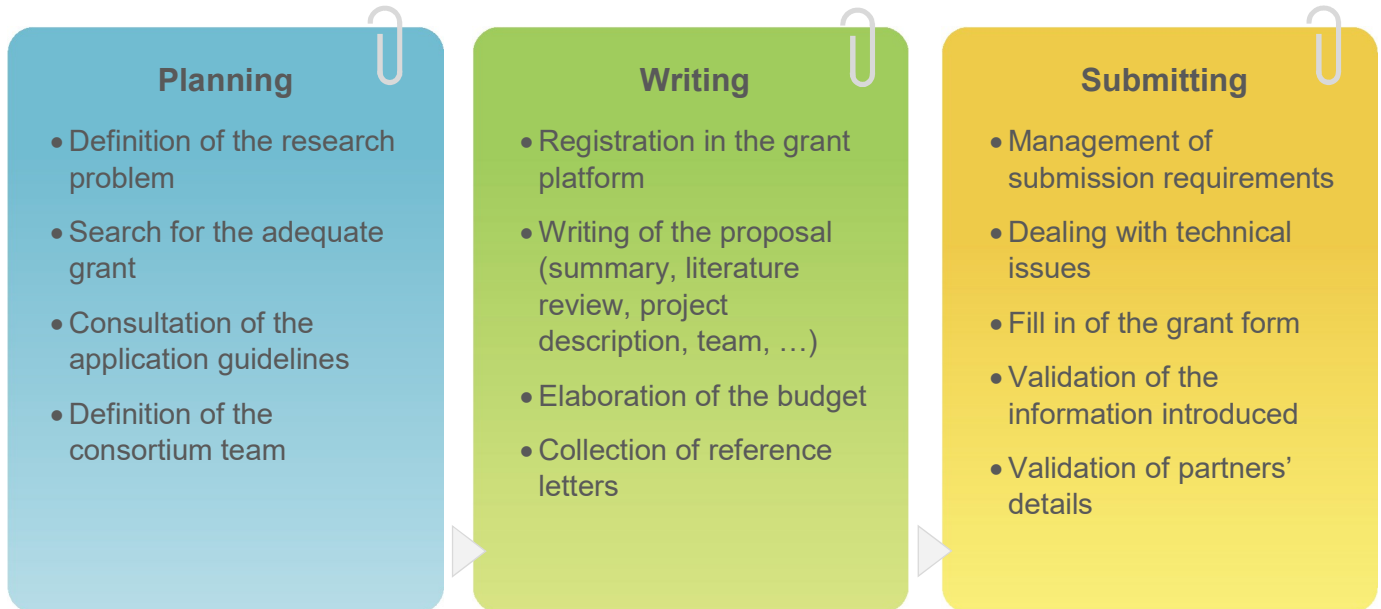 Planning
• Definition of the research
problem
• Search for the adequate
grant
• Consultation of the
application guidelines
• Definition of the
consortium team
Writing
• Registration in the grant
platform
• Writing of the proposal
(summary, literature
review, project
description, team, …)
• Elaboration of the budget
• Collection of reference
letters
Submitting
• Management of
submission requirements
• Dealing with technical
issues
• Fill in of the grant form
• Validation of the
information introduced
• Validation of partners’
details